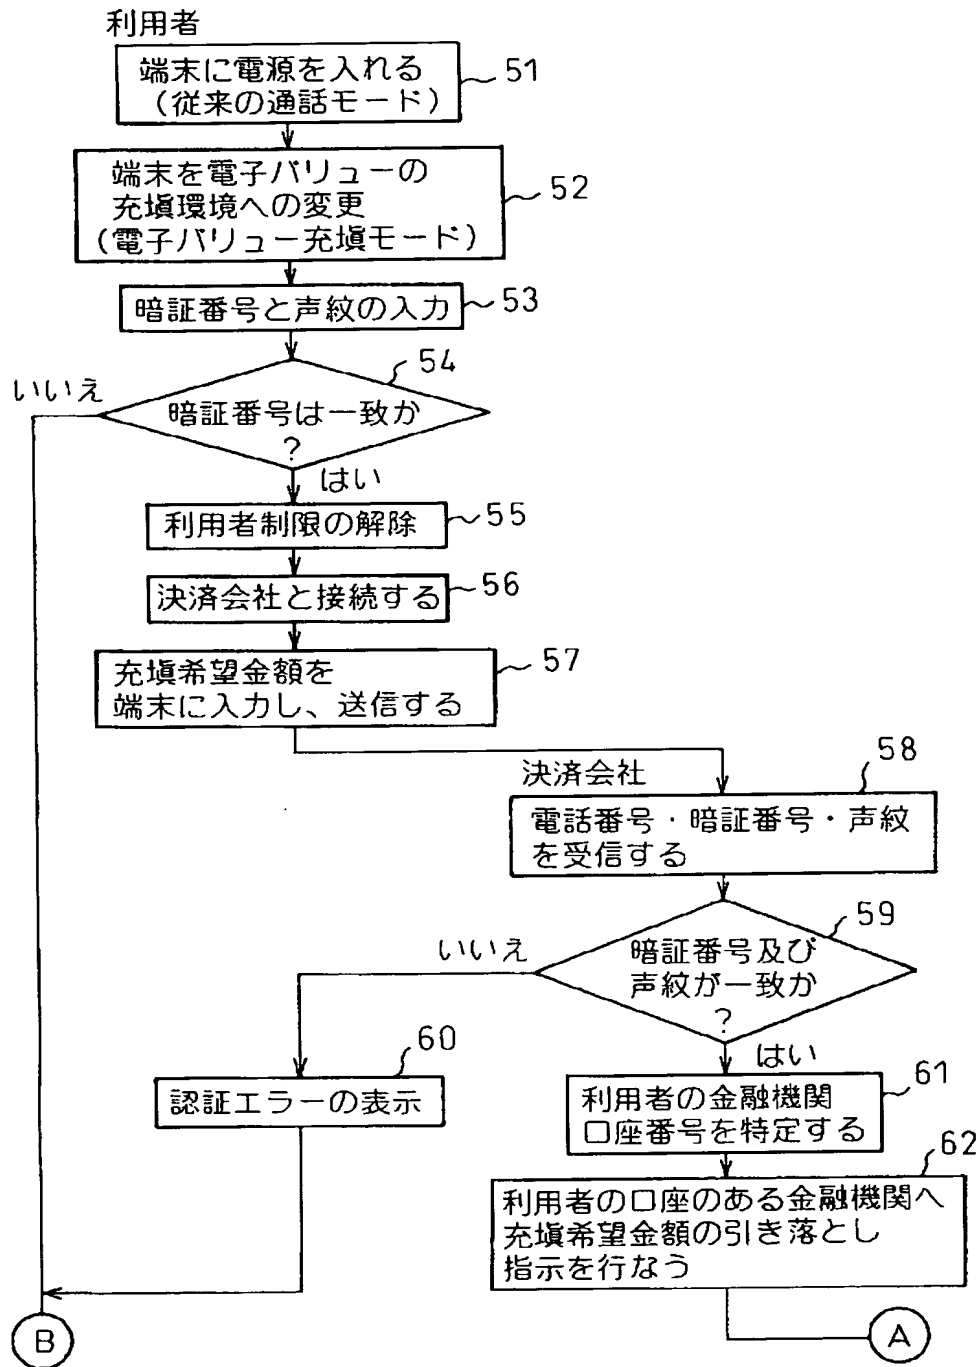 利用者
端末に電源を入れる
(従来の通話モード)
51
端末を電子バリューの
充塡環境への変更
(電子バリュー充塡モード)
52
暗証番号と声紋の入力
53
54
いいえ
暗証番号は一致か
?
はい
利用者制限の解除
55
決済会社と接続する
56
充塡希望金額を
端末に入力し、送信する
57
決済会社
58
電話番号・暗証番号・声紋
を受信する
59
いいえ
暗証番号及び
声紋が一致か
?
はい
60
認証エラーの表示
61
利用者の金融機関
口座番号を特定する
62
利用者の口座のある金融機関へ
充塡希望金額の引き落とし
指示を行なう
B
A